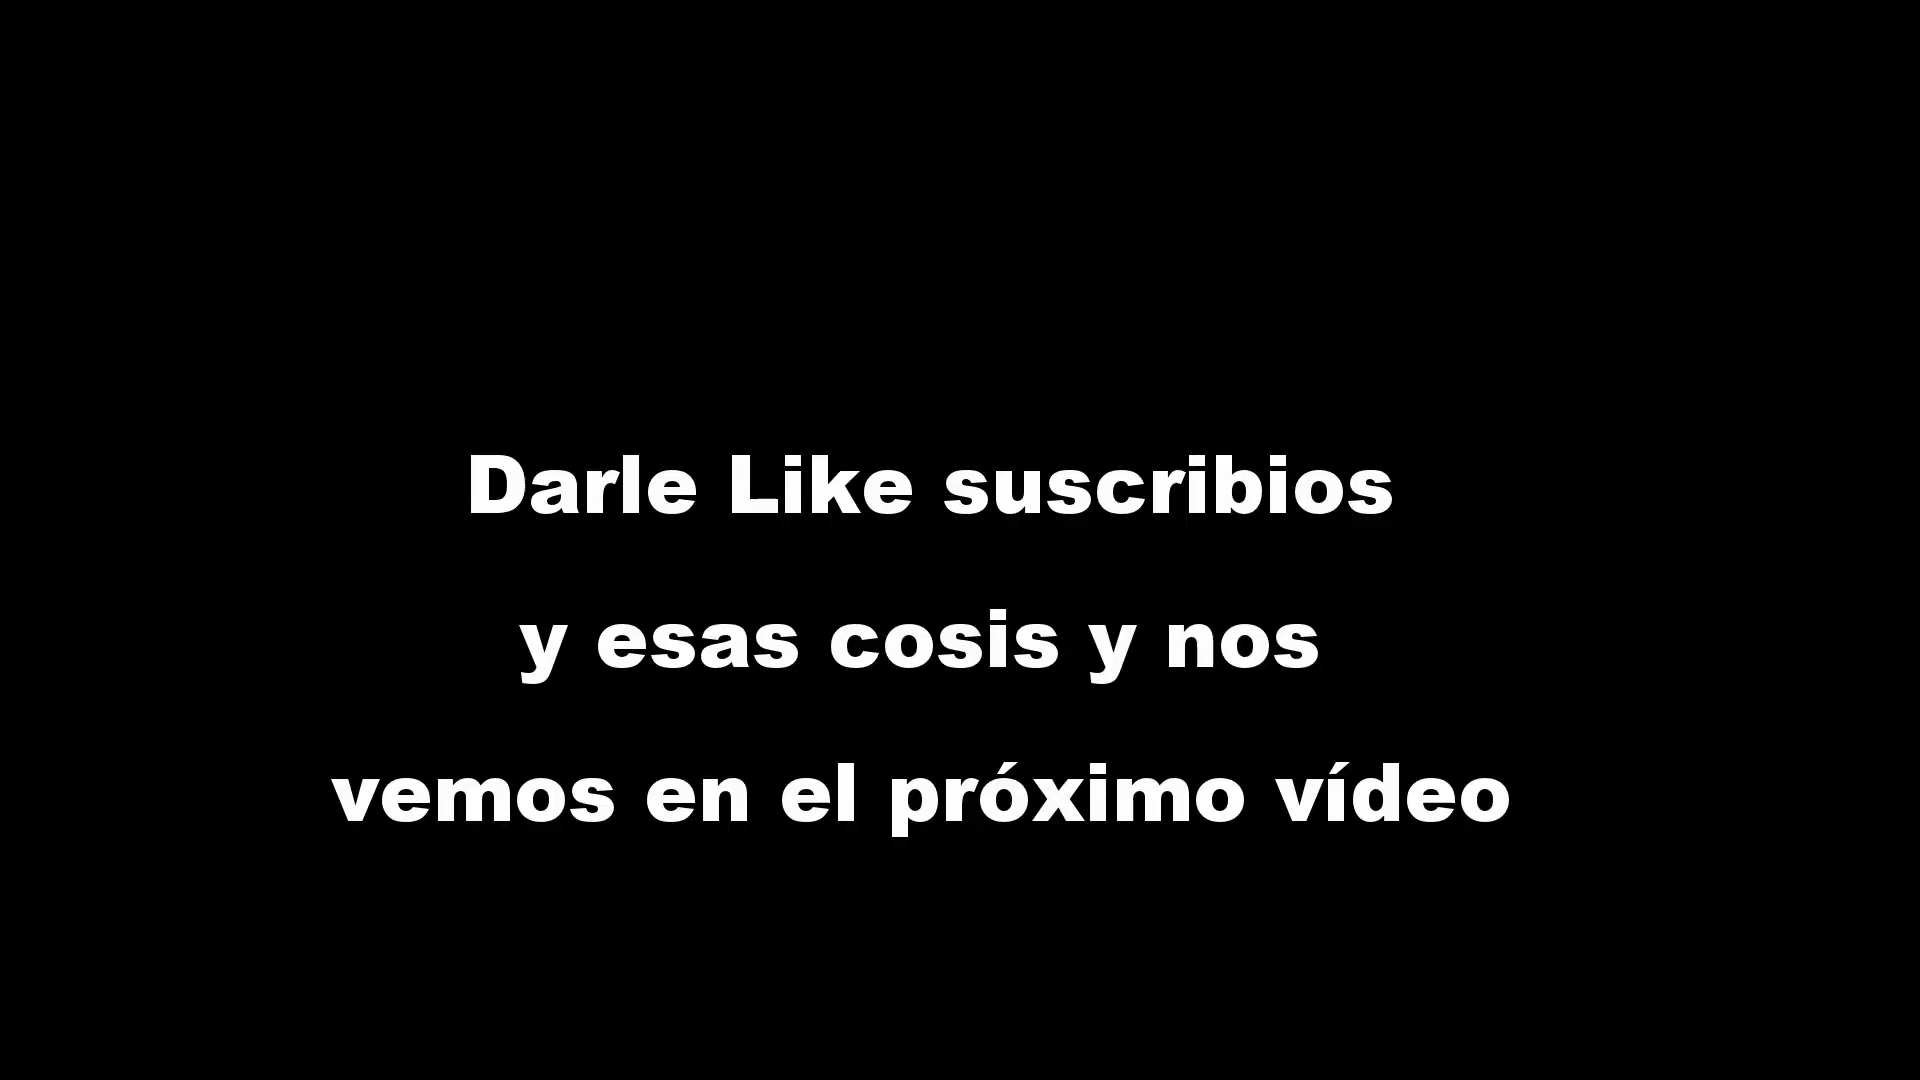 Darle Like suscribios
y esas cosis y nos
vemos en el próximo vídeo